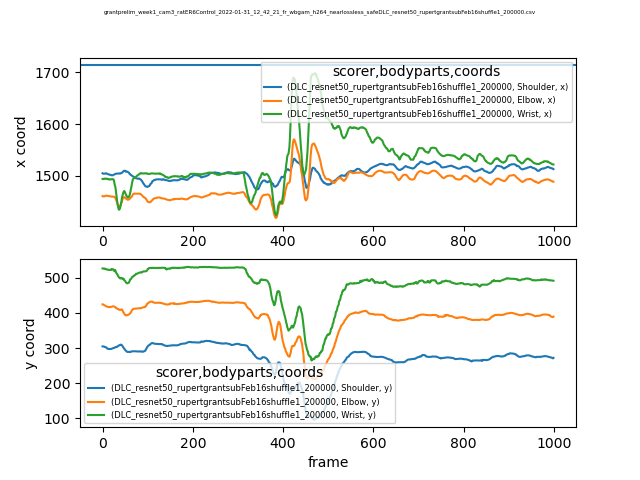 grantprelim_week1_cam3_ratER6Control_2022-01-31_12_42_21_fr_wbgam_h264_nearlossless_safeDLC_resnet50_rupertgrantsubFeb16shuffle1_200000.csv
x coord
1700
1600
1500
scorer,bodyparts,coords
(DLC_resnet50_rupertgrantsubFeb16shuffle1_200000, Shoulder, x)
(DLC_resnet50_rupertgrantsubFeb16shuffle1_200000, Elbow, x)
(DLC_resnet50_rupertgrantsubFeb16shuffle1_200000, Wrist, x)
0 200 400 600 800 1000
y coord
500
400
300
200
100
scorer,bodyparts,coords
(DLC_resnet50_rupertgrantsubFeb16shuffle1_200000, Shoulder, y)
(DLC_resnet50_rupertgrantsubFeb16shuffle1_200000, Elbow, y)
(DLC_resnet50_rupertgrantsubFeb16shuffle1_200000, Wrist, y)
0 200 400 600 800 1000
frame